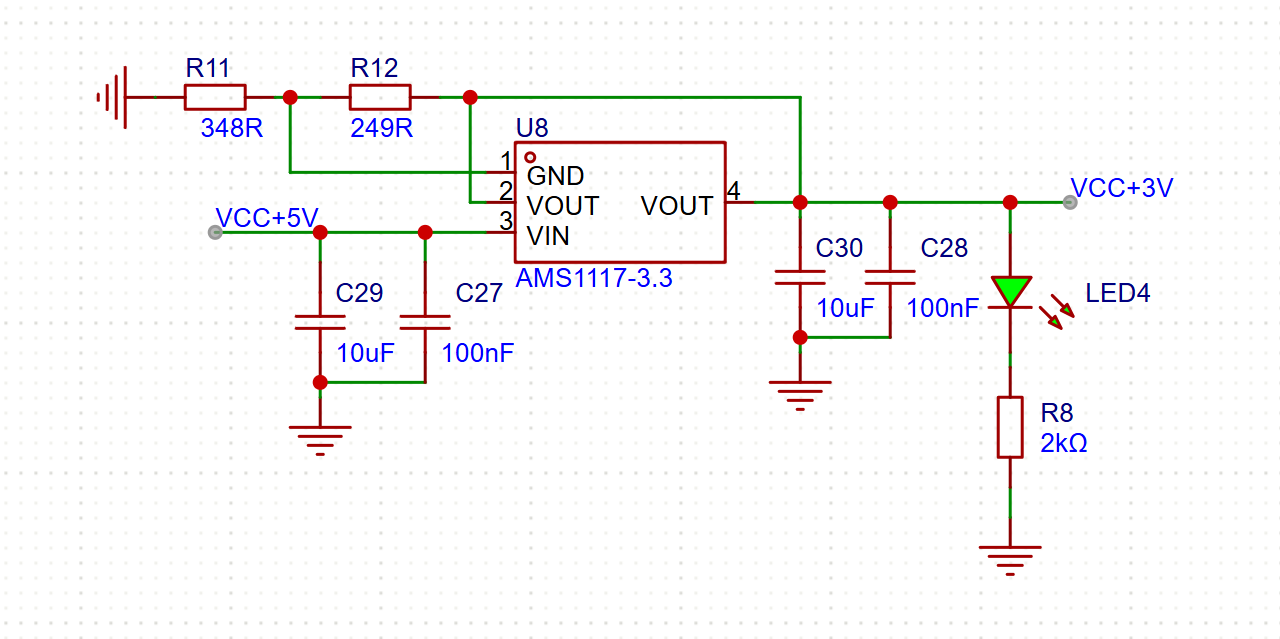 R11
R12
348R
249R
U8
1
GND
2
VOUT
VOUT
4
3
VIN
VCC+5V
VCC+3V
AMS1117-3.3
C29
10uF
C27
100nF
C30
10uF
C28
100nF
LED4
R8
2kΩ